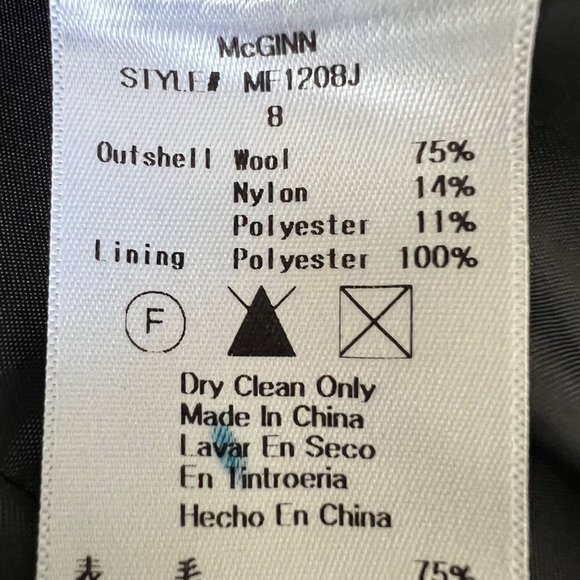 McGINN
STYLE# MF1208J
8
Outshell Wool 75%
Nylon 14%
Polyester 11%
Lining Polyester 100%
F
Dry Clean Only
Made In China
Lavar En Seco
En Tintroeria
Hecho En China
表 毛 75%